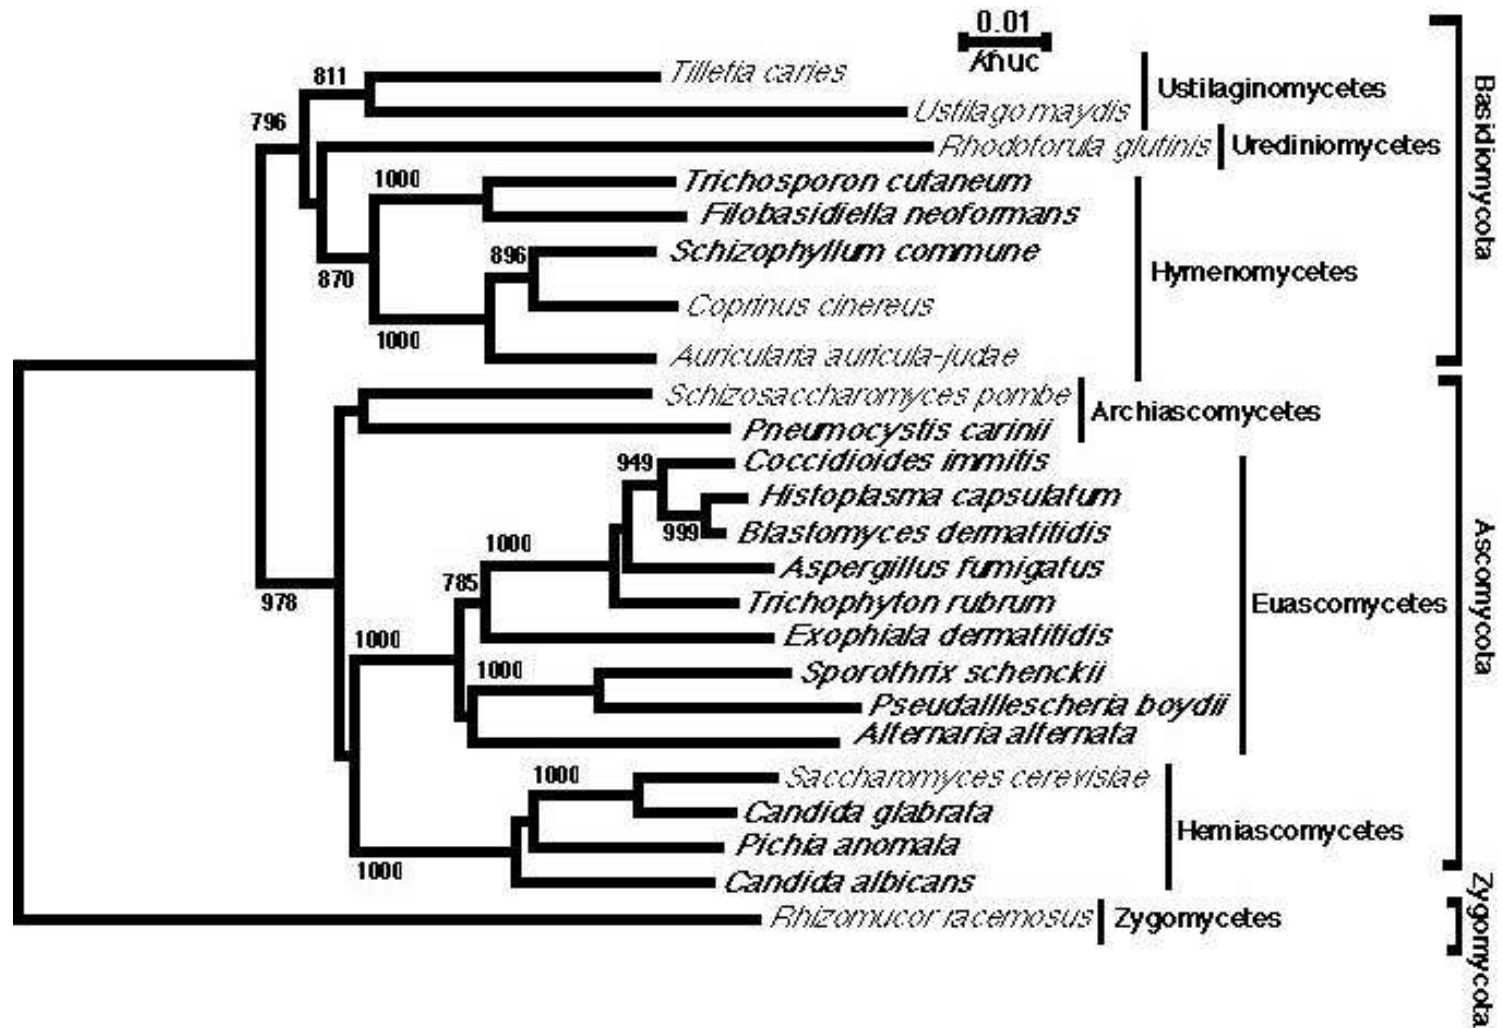 0.01
Knuc
811
Tilletia caries
Ustilaginomycetes
Ustilago maydis
796
Rhodotorula glutinis
Urediniomycetes
1000
Trichosporon cutaneum
Filobasidiella neoformans
Basidiomycota
896
Schizophyllum commune
870
Hymenomycetes
Coprinus cinereus
1000
Auricularia auricula-judae
Schizosaccharomyces pombe
Archiascomycetes
Pneumocystis carinii
949
Coccidioides immitis
Histoplasma capsulatum
999
Blastomyces dermatitidis
1000
Aspergillus fumigatus
785
978
Trichophyton rubrum
Euascomycetes
Ascomycota
Exophiala dermatitidis
1000
1000
Sporothrix schenckii
Pseudalllescheria boydii
Alternaria alternata
1000
Saccharomyces cerevisiae
Candida glabrata
Hemiascomycetes
Pichia anomala
1000
Candida albicans
Rhizomucor racemosus
Zygomycetes
Zygomycota